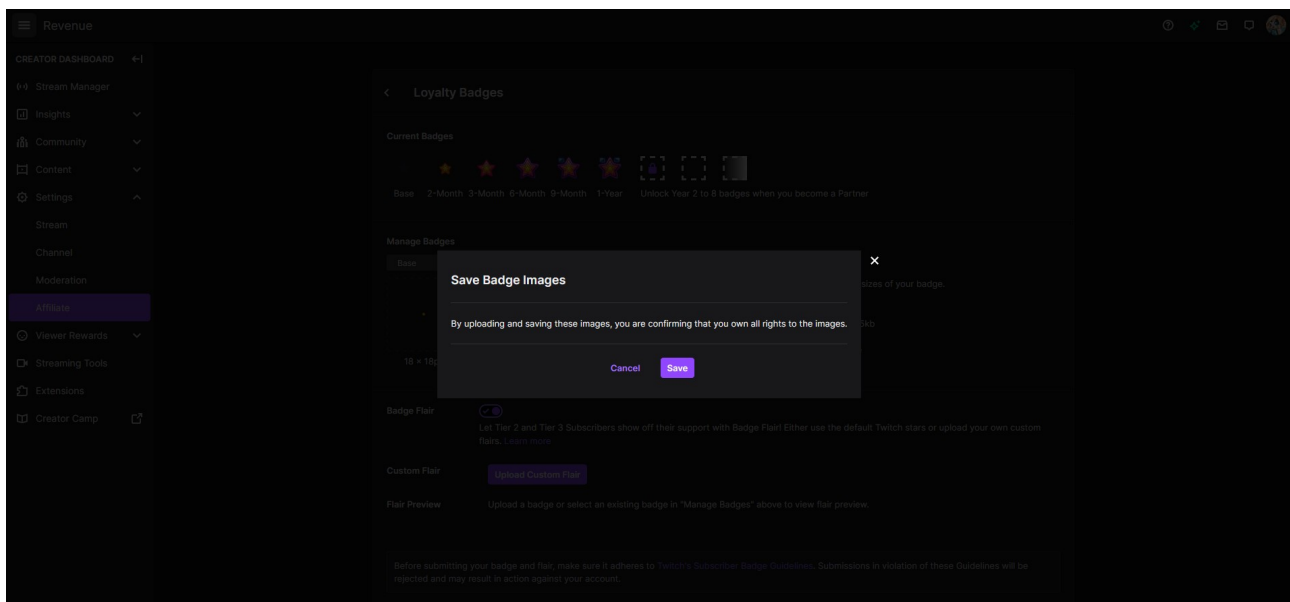 Revenue
CREATOR DASHBOARD
Stream Manager
Insights
Community
Content
Settings
Stream
Channel
Moderation
Affiliate
Viewer Rewards
Streaming Tools
Extensions
Creator Camp
Loyalty Badges
Current Badges
Base 2-Month 3-Month 6-Month 9-Month 1-Year Unlock Year 2 to 8 badges when you become a Partner
Manage Badges
Base
sizes of your badge.
Save Badge Images
By uploading and saving these images, you are confirming that you own all rights to the images.
Cancel Save
Badge Flair
Let Tier 2 and Tier 3 Subscribers show off their support with Badge Flair! Either use the default Twitch stars or upload your own custom
flairs. Learn more
Custom Flair Upload Custom Flair
Flair Preview Upload a badge or select an existing badge in "Manage Badges" above to view flair preview.
Before submitting your badge and flair, make sure it adheres to Twitch's Subscriber Badge Guidelines. Submissions in violation of these Guidelines will be
rejected and may result in action against your account.